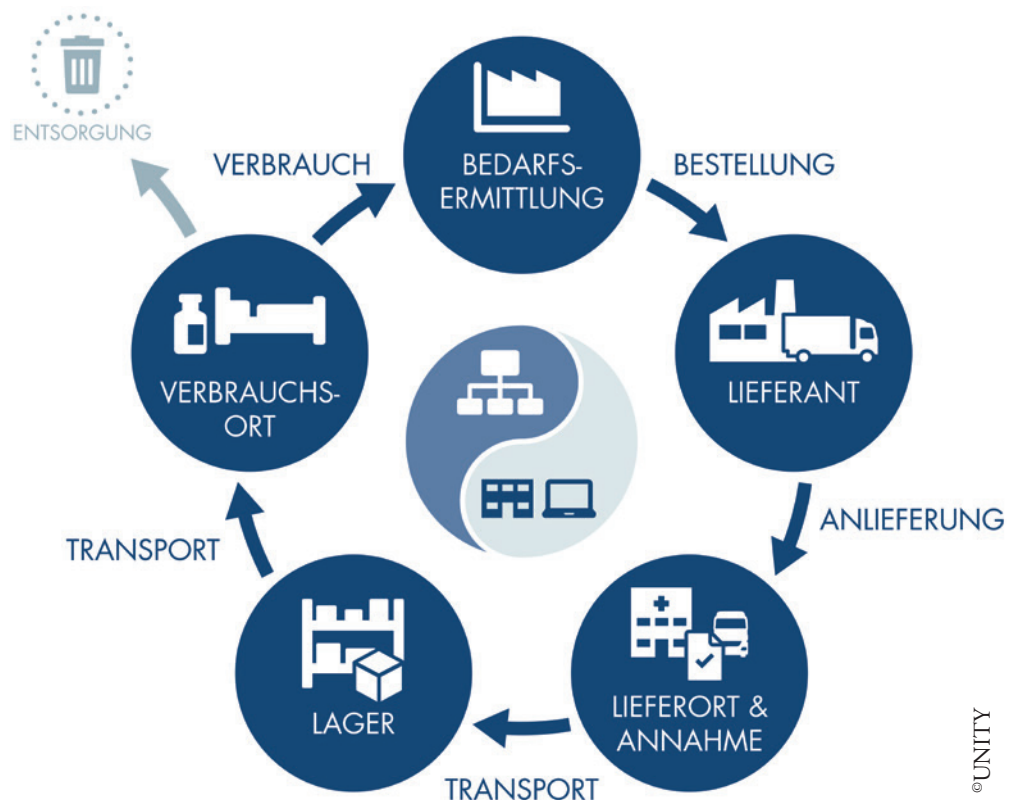 ENTSORGUNG
VERBRAUCH
BEDARFS-
ERMITTLUNG
BESTELLUNG
LIEFERANT
ANLIEFERUNG
LIEFERORT &
ANNAHME
TRANSPORT
LAGER
TRANSPORT
VERBRAUCHS-
ORT
©UNITY